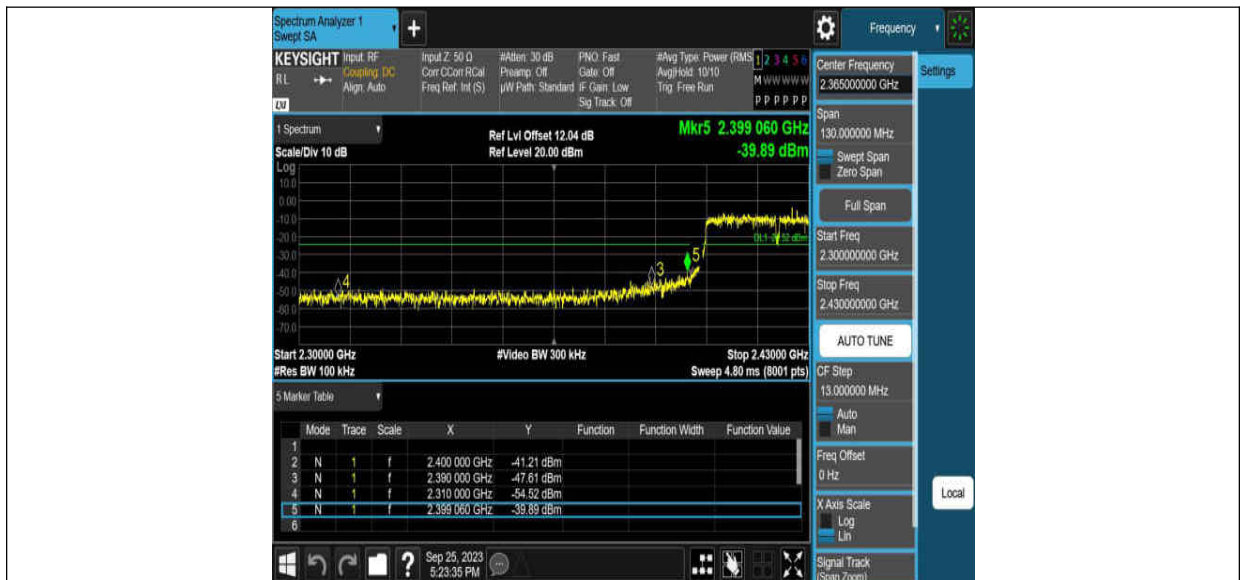 Spectrum Analyzer 1
Swept SA
Frequency
KEYSIGHT
RL
LXI
Input: RF
Coupling: DC
Align: Auto
Input Z: 50 Ω
Corr CCorr RCal
Freq Ref: Int (S)
#Atten: 30 dB
Preamp: Off
µW Path: Standard
PNO: Fast
Gate: Off
IF Gain: Low
Sig Track: Off
#Avg Type: Power (RMS
Avg|Hold: 10/10
Trig: Free Run
1 2 3 4 5 6
M W W W W W
P P P P P P
Center Frequency
2.365000000 GHz
Settings
1 Spectrum
Scale/Div 10 dB
Ref Lvl Offset 12.04 dB
Ref Level 20.00 dBm
Mkr5 2.399 060 GHz
-39.89 dBm
Span
130.000000 MHz
Swept Span
Zero Span
Full Span
Start Freq
2.300000000 GHz
Stop Freq
2.430000000 GHz
AUTO TUNE
CF Step
13.000000 MHz
Auto
Man
Freq Offset
0 Hz
X Axis Scale
Log
Lin
Signal Track
(Span Zoom)
Local
Log
10.0
0.00
-10.0
-20.0
-30.0
-40.0
-50.0
-60.0
-70.0
4
3
5
Start 2.30000 GHz
#Res BW 100 kHz
#Video BW 300 kHz
Stop 2.43000 GHz
Sweep 4.80 ms (8001 pts)
5 Marker Table
Mode Trace Scale X Y Function Function Width Function Value
1
2 N 1 f 2.400 000 GHz -41.21 dBm
3 N 1 f 2.390 000 GHz -47.61 dBm
4 N 1 f 2.310 000 GHz -54.52 dBm
5 N 1 f 2.399 060 GHz -39.89 dBm
6
?
Sep 25, 2023
5:23:35 PM